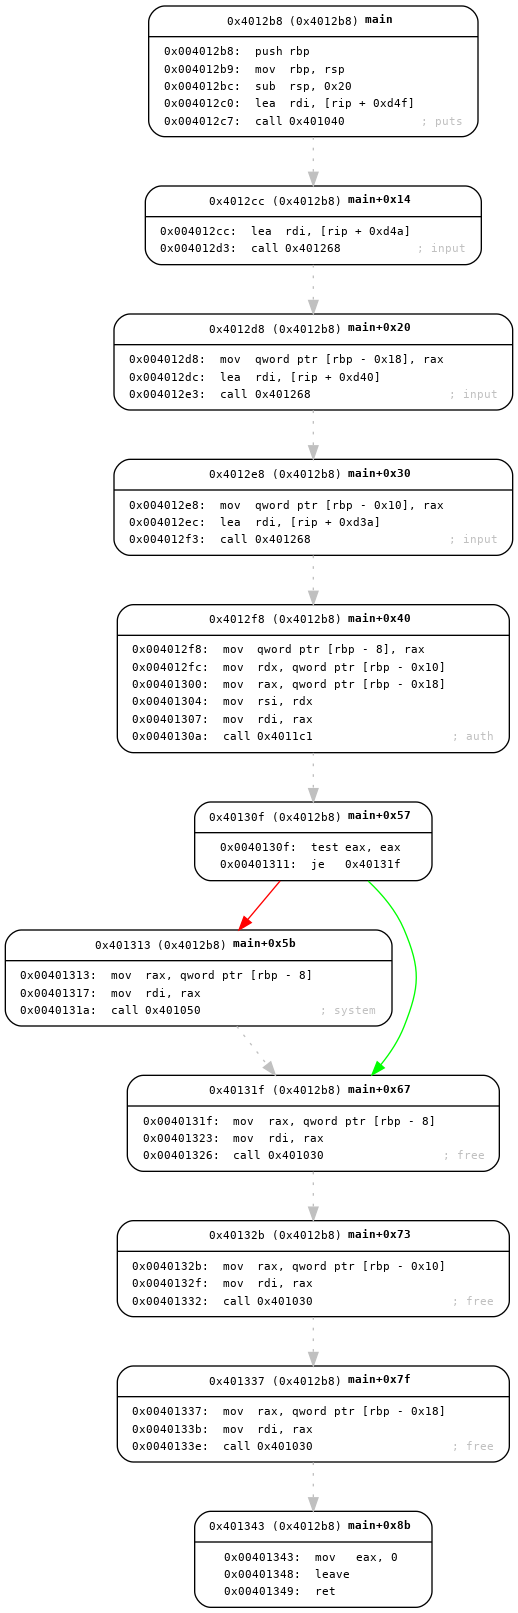 0x4012b8 (0x4012b8) main
0x004012b8: push rbp
0x004012b9: mov rbp, rsp
0x004012bc: sub rsp, 0x20
0x004012c0: lea rdi, [rip + 0xd4f]
0x004012c7: call 0x401040 ; puts
0x4012cc (0x4012b8) main+0x14
0x004012cc: lea rdi, [rip + 0xd4a]
0x004012d3: call 0x401268 ; input
0x4012d8 (0x4012b8) main+0x20
0x004012d8: mov qword ptr [rbp - 0x18], rax
0x004012dc: lea rdi, [rip + 0xd40]
0x004012e3: call 0x401268 ; input
0x4012e8 (0x4012b8) main+0x30
0x004012e8: mov qword ptr [rbp - 0x10], rax
0x004012ec: lea rdi, [rip + 0xd3a]
0x004012f3: call 0x401268 ; input
0x4012f8 (0x4012b8) main+0x40
0x004012f8: mov qword ptr [rbp - 8], rax
0x004012fc: mov rdx, qword ptr [rbp - 0x10]
0x00401300: mov rax, qword ptr [rbp - 0x18]
0x00401304: mov rsi, rdx
0x00401307: mov rdi, rax
0x0040130a: call 0x4011c1 ; auth
0x40130f (0x4012b8) main+0x57
0x0040130f: test eax, eax
0x00401311: je 0x40131f
0x401313 (0x4012b8) main+0x5b
0x00401313: mov rax, qword ptr [rbp - 8]
0x00401317: mov rdi, rax
0x0040131a: call 0x401050 ; system
0x40131f (0x4012b8) main+0x67
0x0040131f: mov rax, qword ptr [rbp - 8]
0x00401323: mov rdi, rax
0x00401326: call 0x401030 ; free
0x40132b (0x4012b8) main+0x73
0x0040132b: mov rax, qword ptr [rbp - 0x10]
0x0040132f: mov rdi, rax
0x00401332: call 0x401030 ; free
0x401337 (0x4012b8) main+0x7f
0x00401337: mov rax, qword ptr [rbp - 0x18]
0x0040133b: mov rdi, rax
0x0040133e: call 0x401030 ; free
0x401343 (0x4012b8) main+0x8b
0x00401343: mov eax, 0
0x00401348: leave
0x00401349: ret